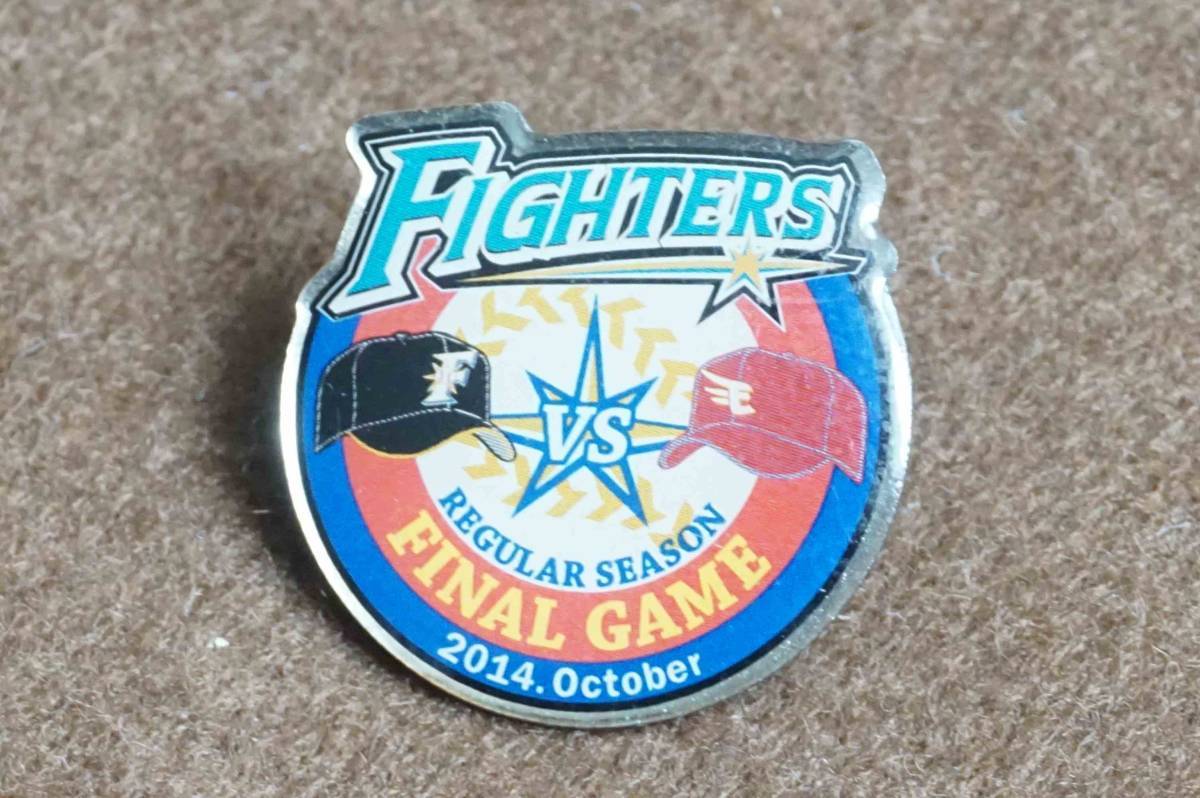 FIGHTERS
F
E
VS
REGULAR SEASON
FINAL GAME
2014. October